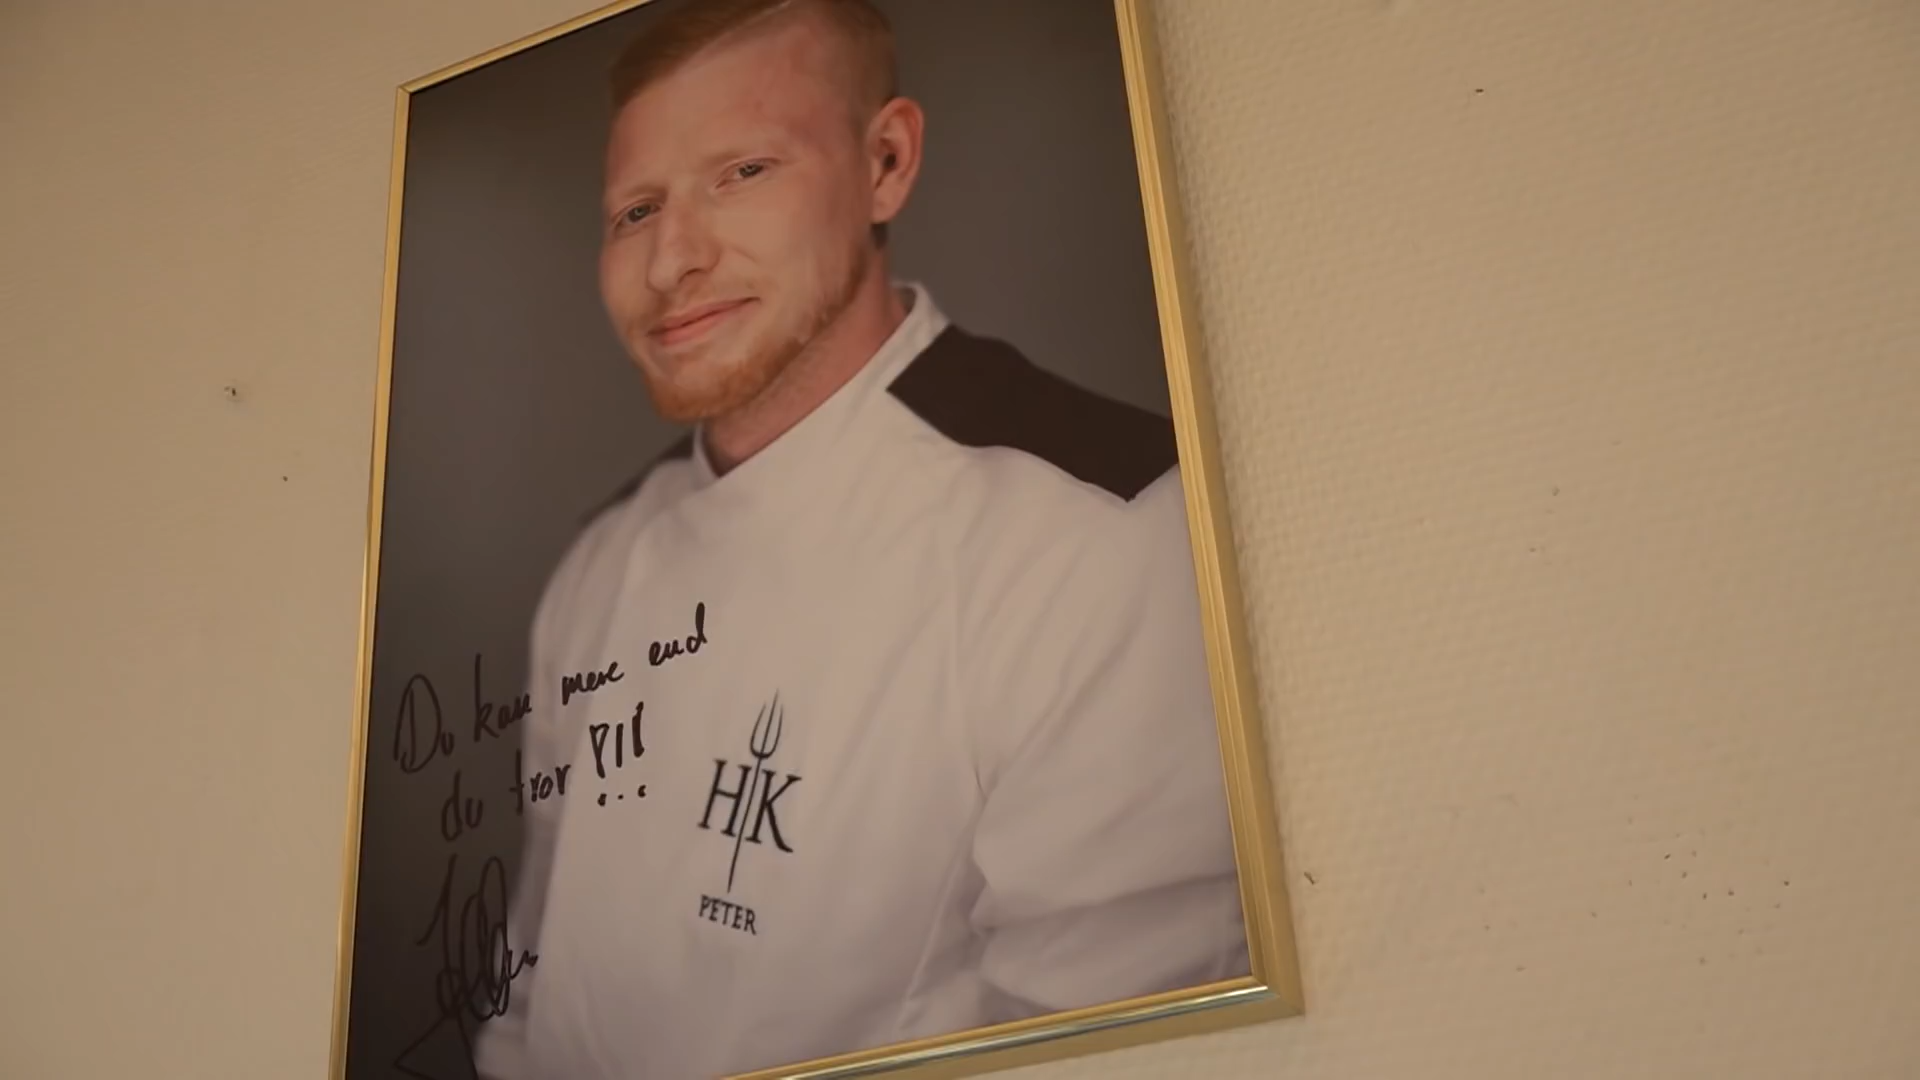 Du kan mere end
du tror !!!
HK
PETER